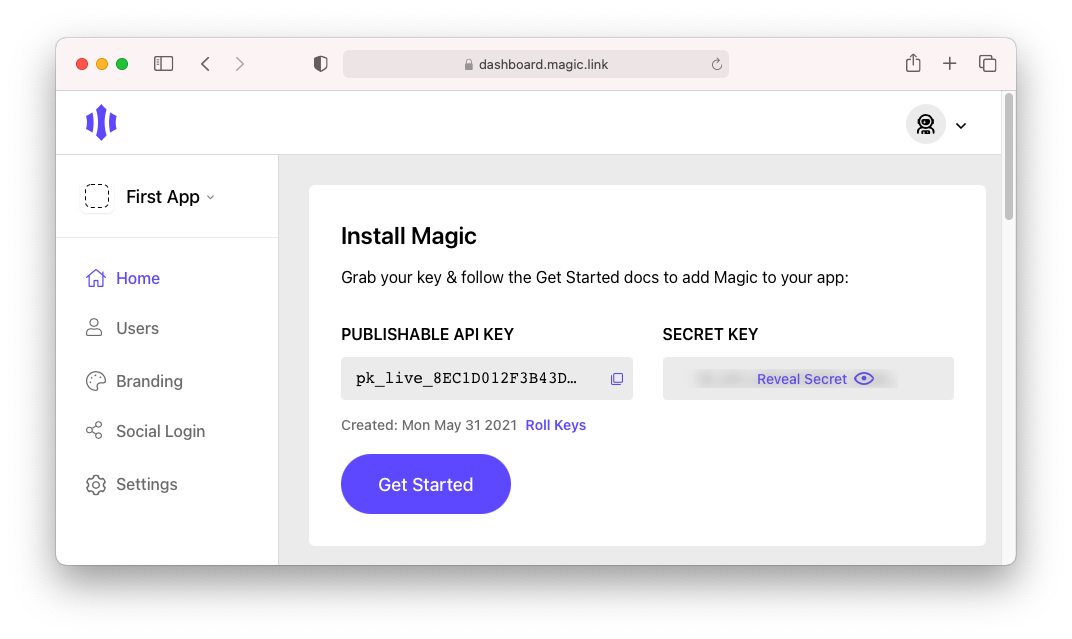 dashboard.magic.link
First App
Home
Users
Branding
Social Login
Settings
Install Magic
Grab your key & follow the Get Started docs to add Magic to your app:
PUBLISHABLE API KEY
pk_live_8EC1D012F3B43D…
Created: Mon May 31 2021 Roll Keys
SECRET KEY
Reveal Secret
Get Started